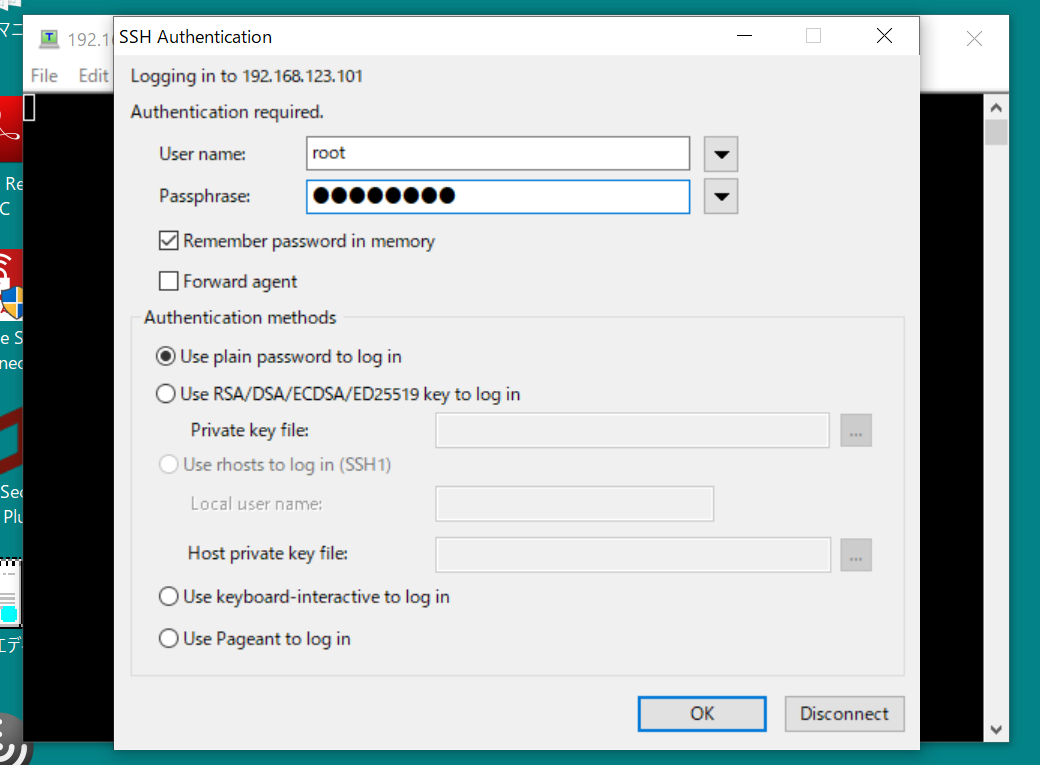 SSH Authentication
192.16
File Edit
Logging in to 192.168.123.101
Authentication required.
User name: root
Passphrase: ●●●●●●●●
Remember password in memory
Forward agent
Authentication methods
Use plain password to log in
Use RSA/DSA/ECDSA/ED25519 key to log in
Private key file: ...
Use rhosts to log in (SSH1)
Local user name:
Host private key file: ...
Use keyboard-interactive to log in
Use Pageant to log in
OK Disconnect
マニ
Re
C
e S
nec
Sec
Plu
エデ